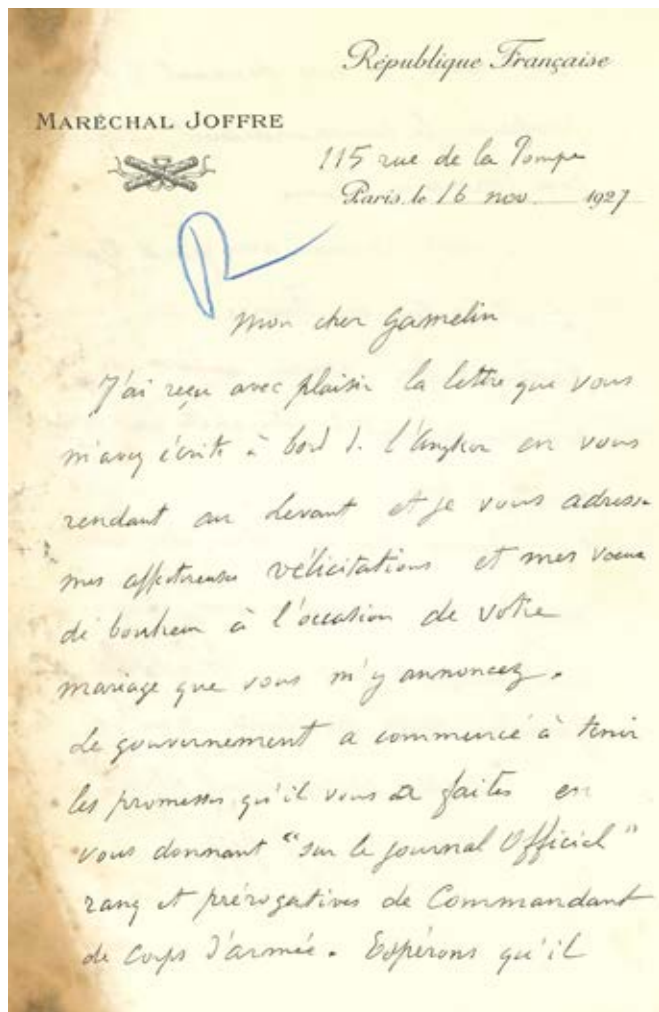 République Française
MARÉCHAL JOFFRE
115 rue de la Pompe
Paris, le 16 nov. 1927
Mon cher Gamelin
J'ai reçu avec plaisir la lettre que vous
m'avez écrite à bord de l'Angkor en vous
rendant au Levant et je vous adresse
mes affectueuses vélicitations et mes vœux
de bonheur à l'occasion de votre
mariage que vous m'y annoncez.
Le gouvernement a commencé à tenir
les promesses qu'il vous a faites en
vous donnant "sur le journal Officiel"
rang et prérogatives de Commandant
de Corps d'armée. Espérons qu'il